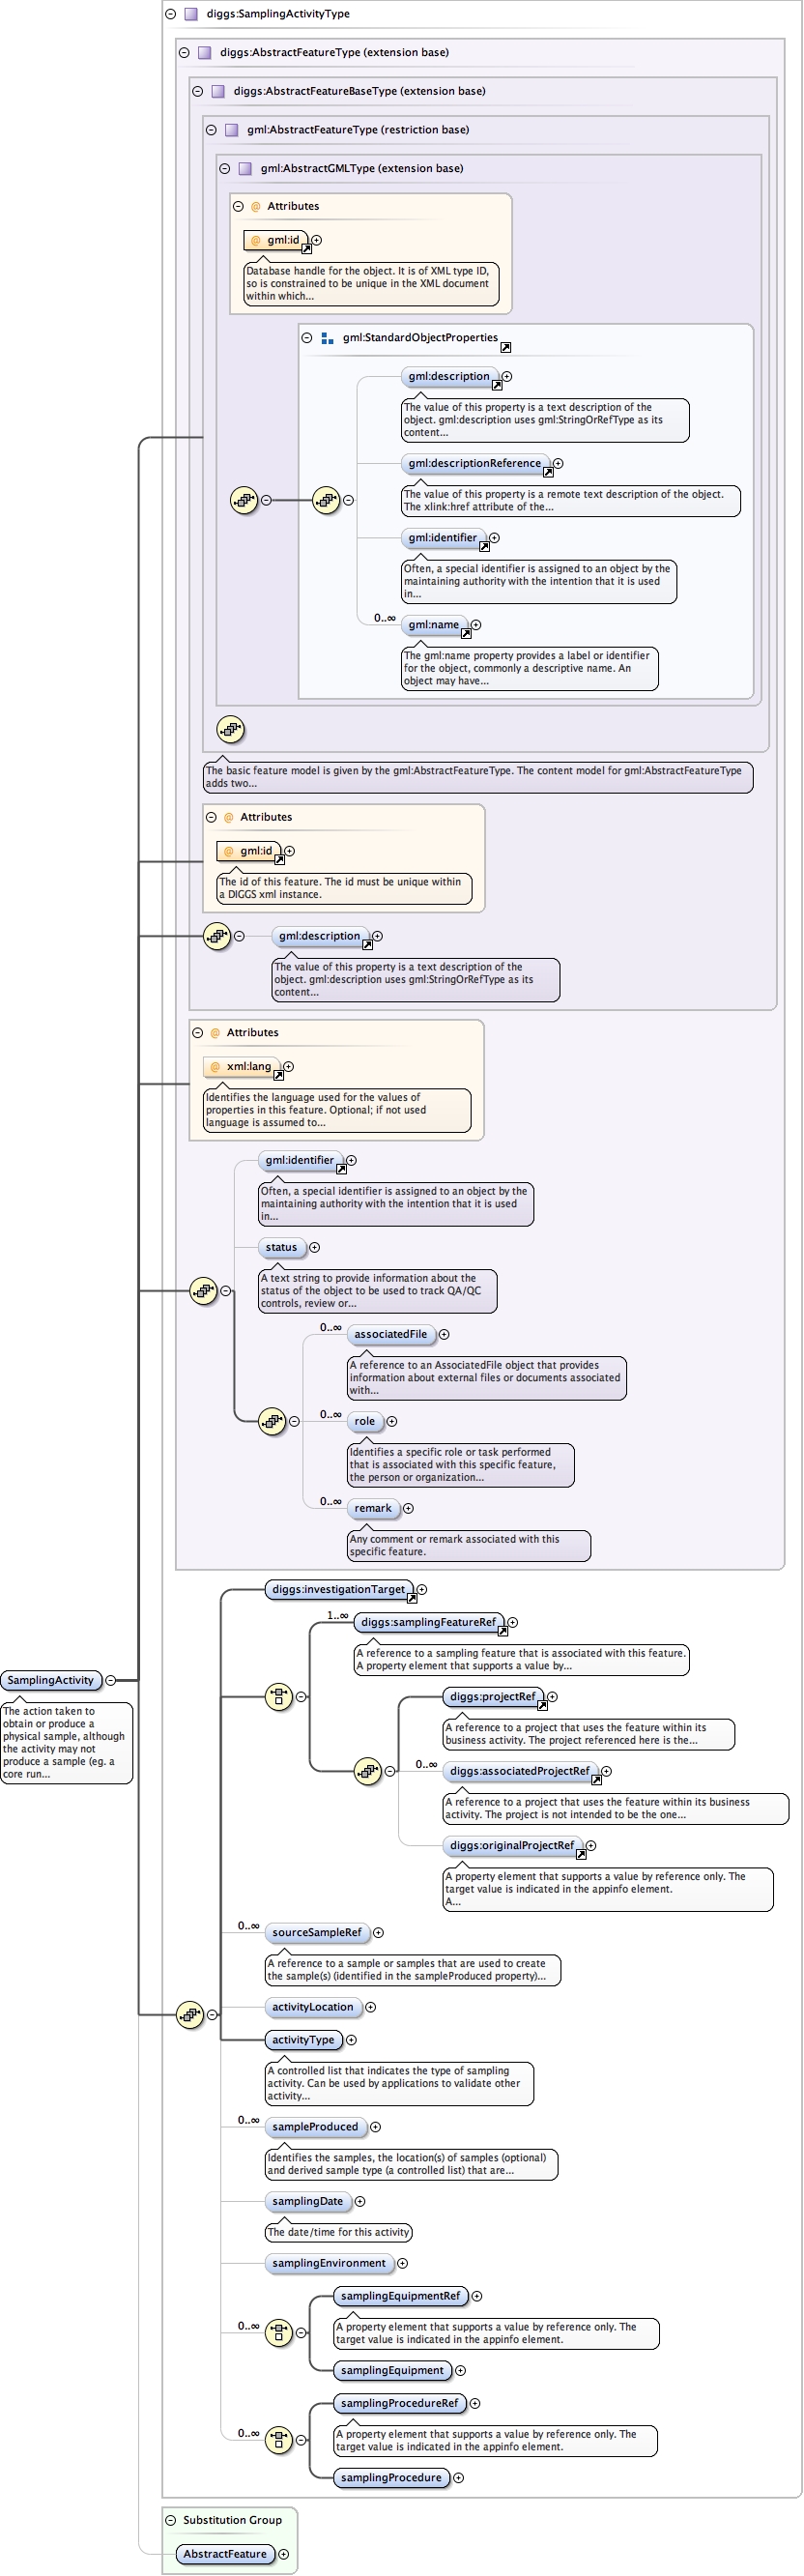 diggs:SamplingActivityType
diggs:AbstractFeatureType (extension base)
diggs:AbstractFeatureBaseType (extension base)
gml:AbstractFeatureType (restriction base)
gml:AbstractGMLType (extension base)
@ Attributes
@ gml:id
Database handle for the object. It is of XML type ID,
so is constrained to be unique in the XML document
within which...
gml:StandardObjectProperties
gml:description
The value of this property is a text description of the
object. gml:description uses gml:StringOrRefType as its
content...
gml:descriptionReference
The value of this property is a remote text description of the object.
The xlink:href attribute of the...
gml:identifier
Often, a special identifier is assigned to an object by the
maintaining authority with the intention that it is used
in...
0..∞
gml:name
The gml:name property provides a label or identifier
for the object, commonly a descriptive name. An
object may have...
The basic feature model is given by the gml:AbstractFeatureType. The content model for gml:AbstractFeatureType
adds two...
@ Attributes
@ gml:id
The id of this feature. The id must be unique within
a DIGGS xml instance.
gml:description
The value of this property is a text description of the
object. gml:description uses gml:StringOrRefType as its
content...
@ Attributes
@ xml:lang
Identifies the language used for the values of
properties in this feature. Optional; if not used
language is assumed to...
gml:identifier
Often, a special identifier is assigned to an object by the
maintaining authority with the intention that it is used
in...
status
A text string to provide information about the
status of the object to be used to track QA/QC
controls, review or...
0..∞
associatedFile
A reference to an AssociatedFile object that provides
information about external files or documents associated
with...
0..∞
role
Identifies a specific role or task performed
that is associated with this specific feature,
the person or organization...
0..∞
remark
Any comment or remark associated with this
specific feature.
diggs:investigationTarget
1..∞
diggs:samplingFeatureRef
A reference to a sampling feature that is associated with this feature.
A property element that supports a value by...
SamplingActivity
The action taken to
obtain or produce a
physical sample, although
the activity may not
produce a sample (eg. a
core run...
diggs:projectRef
A reference to a project that uses the feature within its
business activity. The project referenced here is the...
0..∞
diggs:associatedProjectRef
A reference to a project that uses the feature within its business
activity. The project is not intended to be the one...
diggs:originalProjectRef
A property element that supports a value by reference only. The
target value is indicated in the appinfo element.
A...
0..∞
sourceSampleRef
A reference to a sample or samples that are used to create
the sample(s) (identified in the sampleProduced property)...
activityLocation
activityType
A controlled list that indicates the type of sampling
activity. Can be used by applications to validate other
activity...
0..∞
sampleProduced
Identifies the samples, the location(s) of samples (optional)
and derived sample type (a controlled list) that are...
samplingDate
The date/time for this activity
samplingEnvironment
0..∞
samplingEquipmentRef
A property element that supports a value by reference only. The
target value is indicated in the appinfo element.
samplingEquipment
0..∞
samplingProcedureRef
A property element that supports a value by reference only. The
target value is indicated in the appinfo element.
samplingProcedure
Substitution Group
AbstractFeature